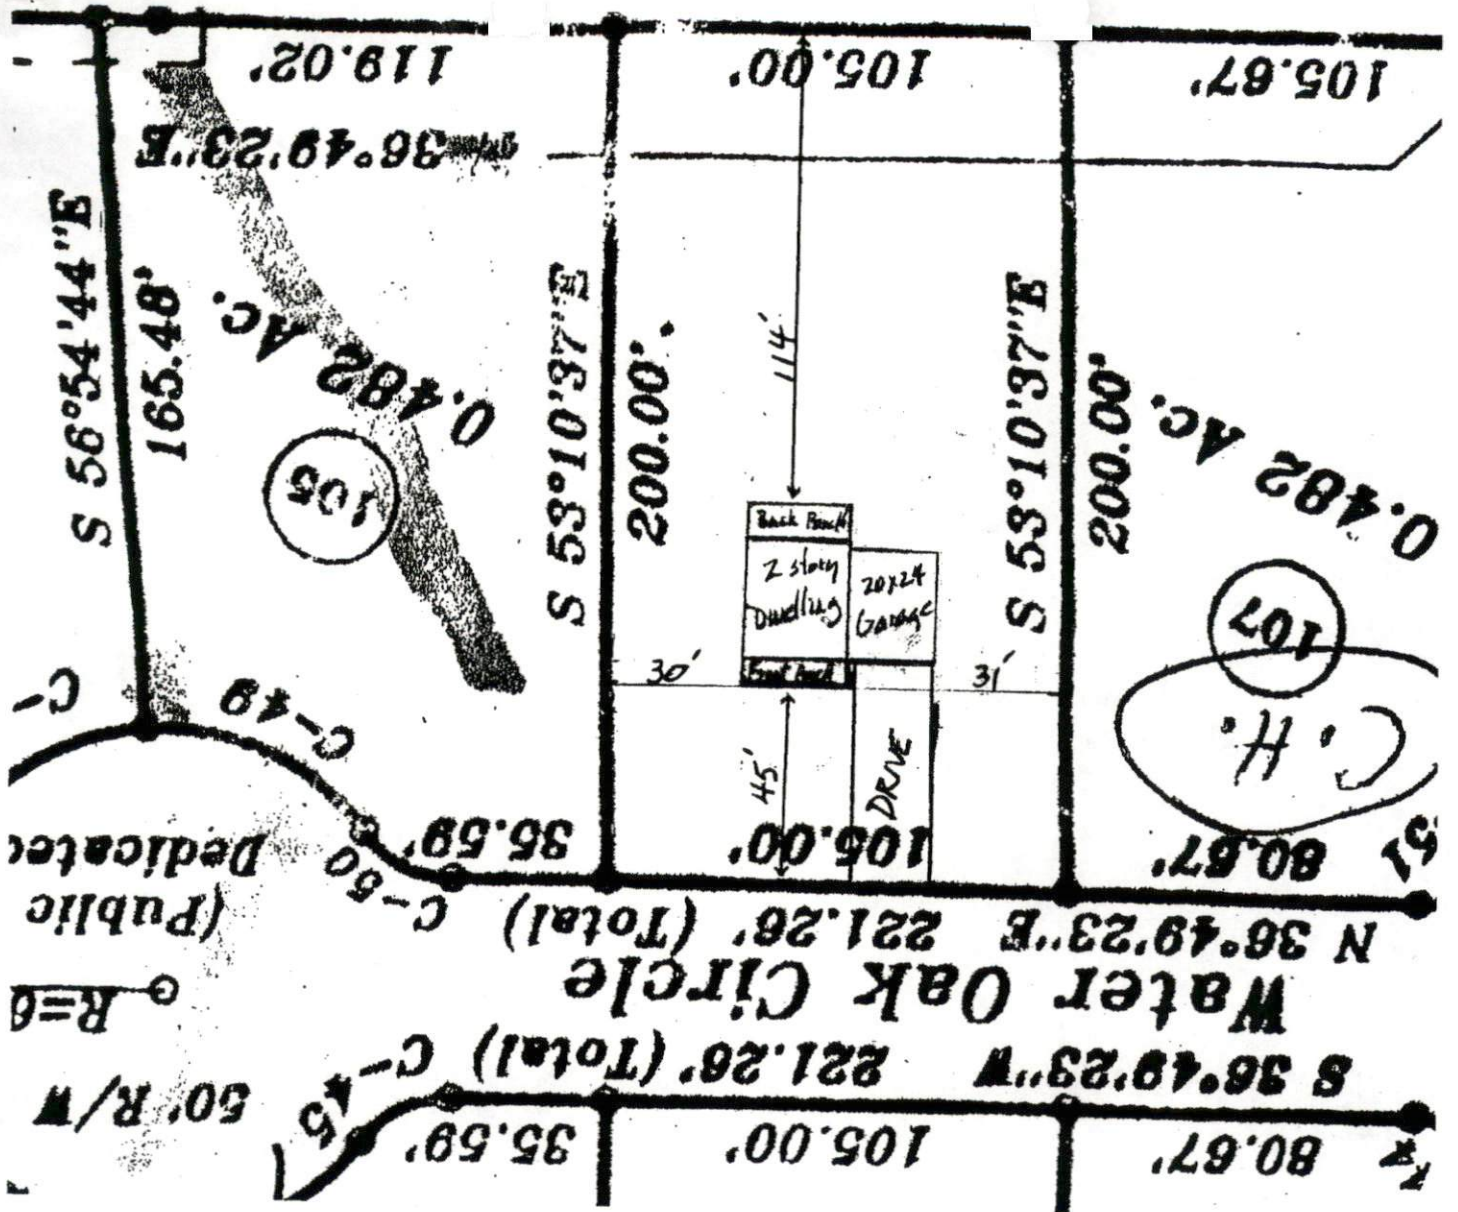 119.02'
105.00'
105.67'
36°49'23"E
S 56°54'44"E
165.48'
0.482 Ac.
105
S 53°10'37"E
200.00'
114'
S 53°10'37"E
200.00'
0.482 Ac.
107
Back Porch
2 story
Dwelling
20x24
Garage
Front Porch
30'
31'
45'
DRIVE
C.H.
C-
C-49
C-50
35.59'
105.00'
80.67'
51
N 36°49'23"E 221.26' (Total)
Water Oak Circle
(Public
Dedicated
R=6
50' R/W
S 36°49'23"W 221.26' (Total)
C-45
35.59'
105.00'
80.67'